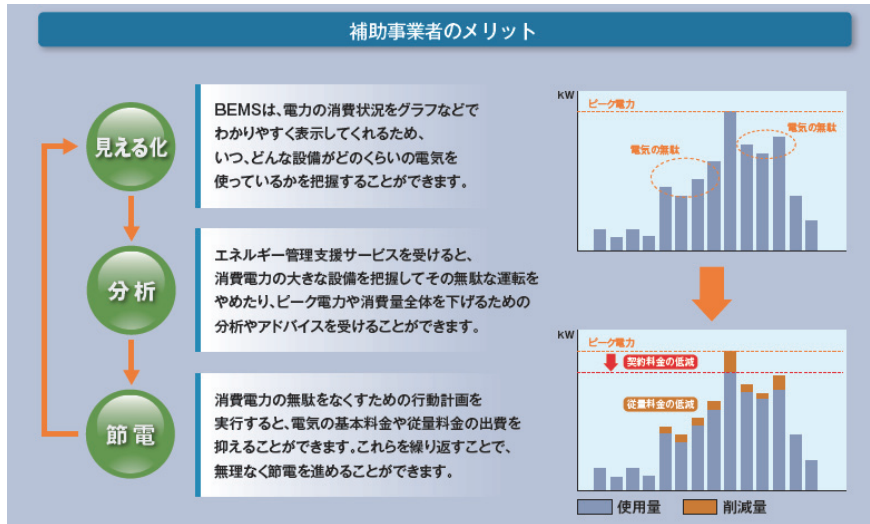 補助事業者のメリット
見える化
BEMSは、電力の消費状況をグラフなどで
わかりやすく表示してくれるため、
いつ、どんな設備がどのくらいの電気を
使っているかを把握することができます。
分析
エネルギー管理支援サービスを受けると、
消費電力の大きな設備を把握してその無駄な運転を
やめたり、ピーク電力や消費量全体を下げるための
分析やアドバイスを受けることができます。
節電
消費電力の無駄をなくすための行動計画を
実行すると、電気の基本料金や従量料金の出費を
抑えることができます。これらを繰り返すことで、
無理なく節電を進めることができます。
kW
ピーク電力
電気の無駄
電気の無駄
kW
ピーク電力
契約料金の低減
従量料金の低減
使用量
削減量